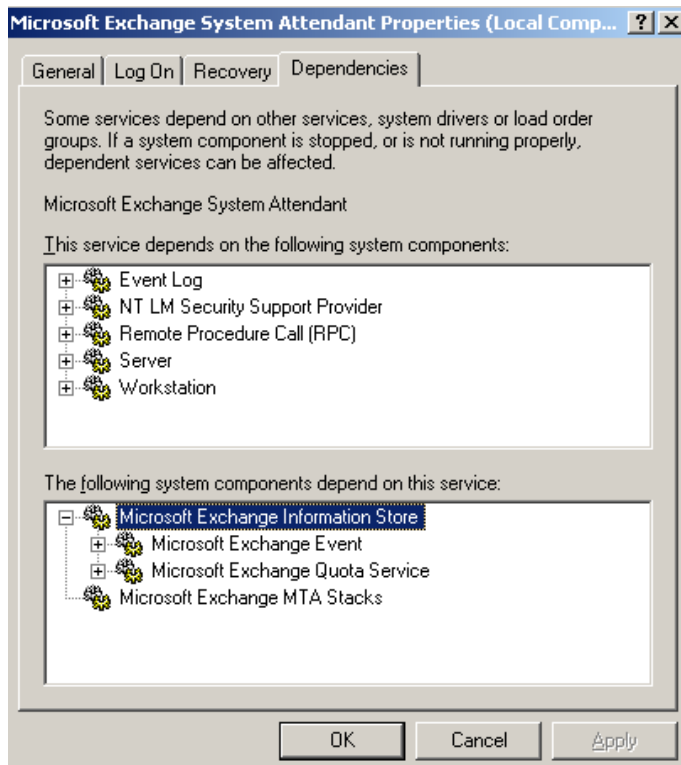 Microsoft Exchange System Attendant Properties (Local Comp...
General
Log On
Recovery
Dependencies
Some services depend on other services, system drivers or load order
groups. If a system component is stopped, or is not running properly,
dependent services can be affected.
Microsoft Exchange System Attendant
This service depends on the following system components:
Event Log
NT LM Security Support Provider
Remote Procedure Call (RPC)
Server
Workstation
The following system components depend on this service:
Microsoft Exchange Information Store
Microsoft Exchange Event
Microsoft Exchange Quota Service
Microsoft Exchange MTA Stacks
OK
Cancel
Apply